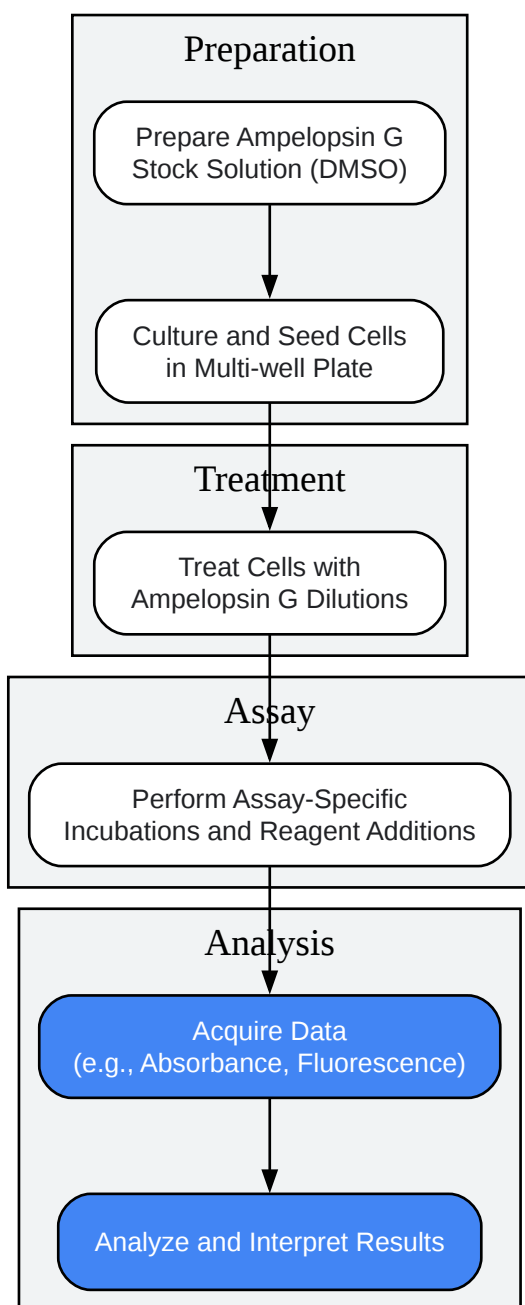 Preparation
Prepare Ampelopsin G
Stock Solution (DMSO)
Culture and Seed Cells
in Multi-well Plate
Treatment
Treat Cells with
Ampelopsin G Dilutions
Assay
Perform Assay-Specific
Incubations and Reagent Additions
Analysis
Acquire Data
(e.g., Absorbance, Fluorescence)
Analyze and Interpret Results